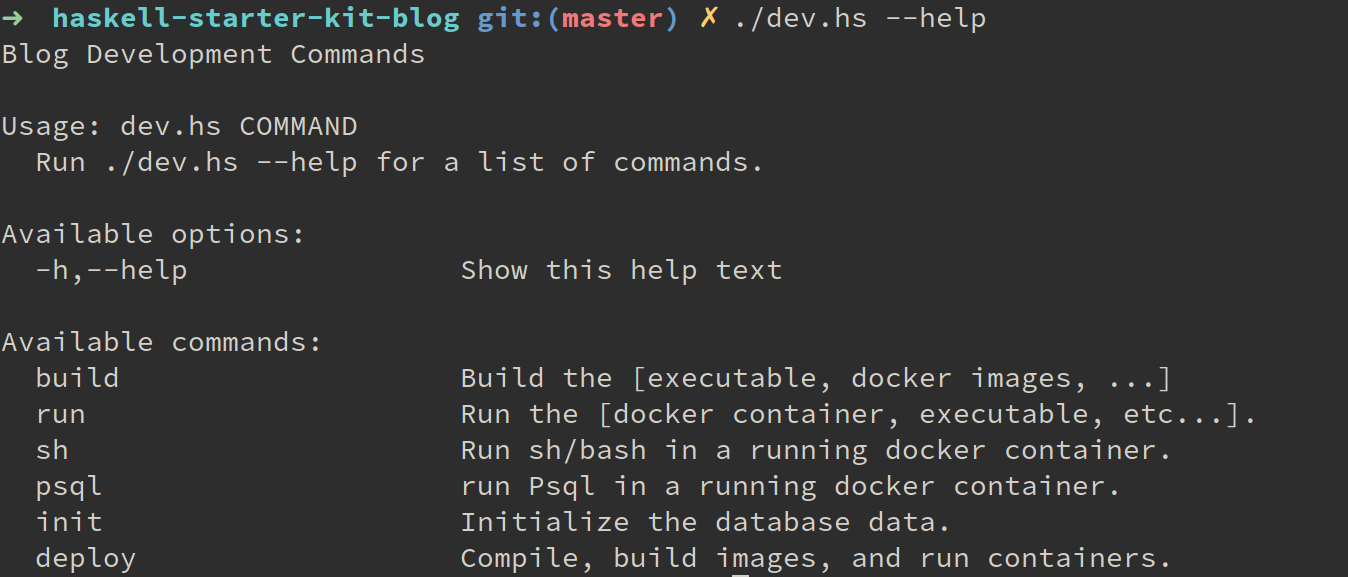 ➜  haskell-starter-kit-blog git:(master) ✗ ./dev.hs --help
Blog Development Commands
Usage: dev.hs COMMAND
  Run ./dev.hs --help for a list of commands.
Available options:
  -h,--help                Show this help text
Available commands:
  build                    Build the [executable, docker images, ...]
  run                      Run the [docker container, executable, etc...].
  sh                       Run sh/bash in a running docker container.
  psql                     run Psql in a running docker container.
  init                     Initialize the database data.
  deploy                   Compile, build images, and run containers.